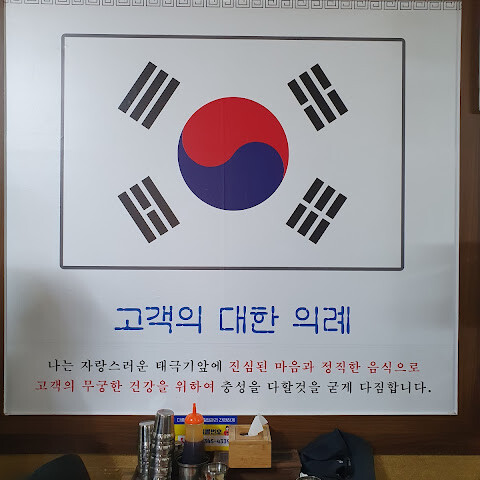 고객의 대한 의례
나는 자랑스러운 태극기앞에 진심된 마음과 정직한 음식으로
고객의 무궁한 건강을 위하여 충성을 다할것을 굳게 다짐합니다.